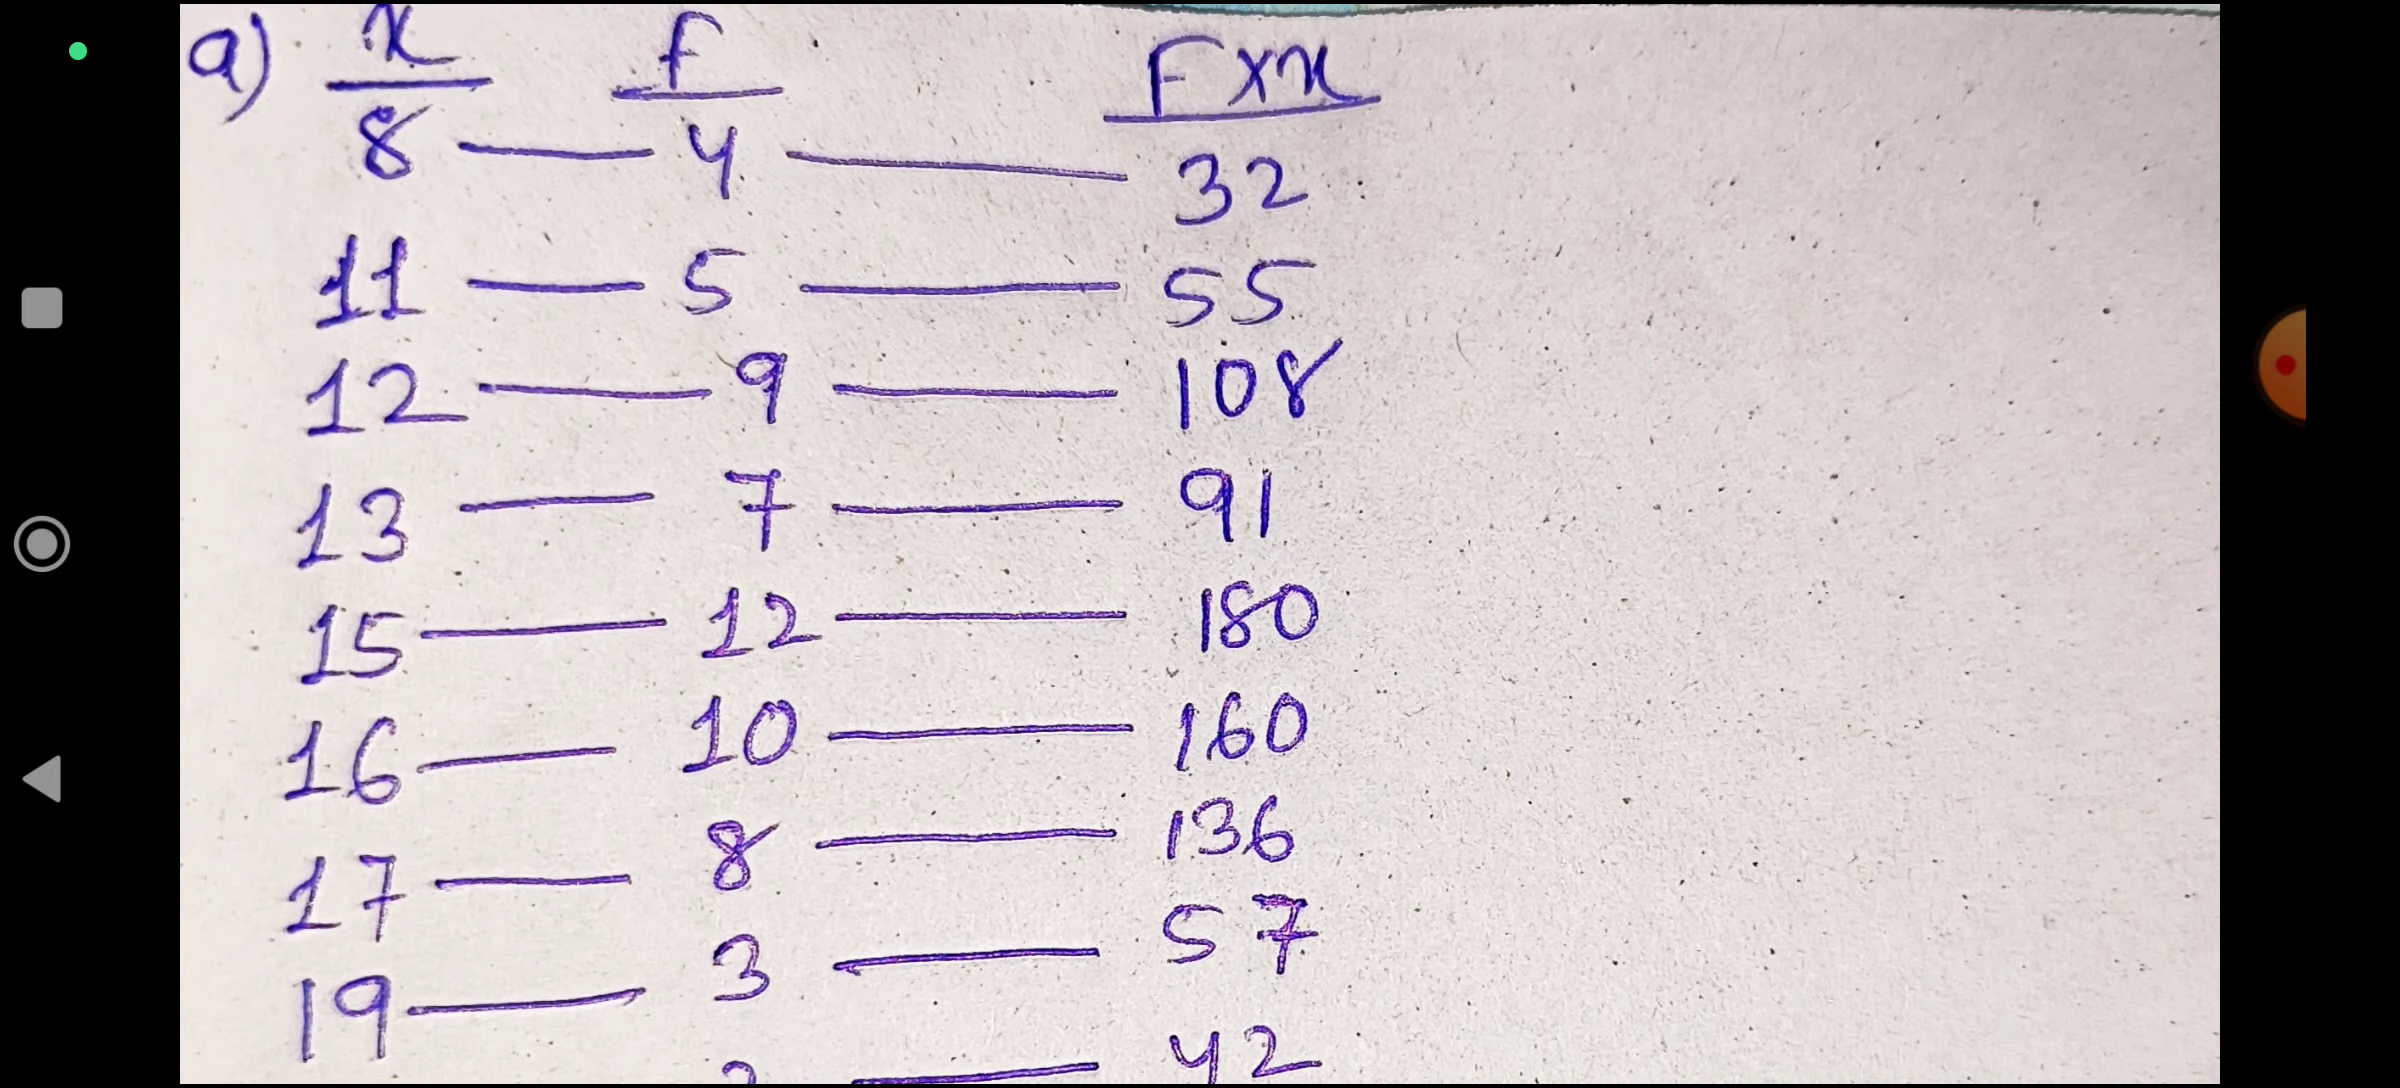 a) x f F×x
8 — 4 — 32
11 — 5 — 55
12 — 9 — 108
13 — 7 — 91
15 — 12 — 180
16 — 10 — 160
17 — 8 — 136
19 — 3 — 57
— 42